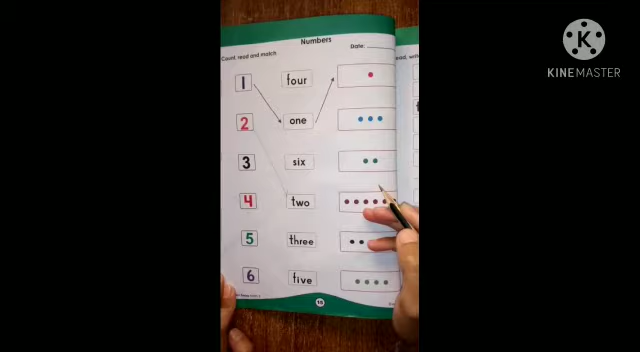 Numbers
Count, read and match
Date:
1 four
2 one
3 six
4 two
5 three
6 five
K
KINEMASTER